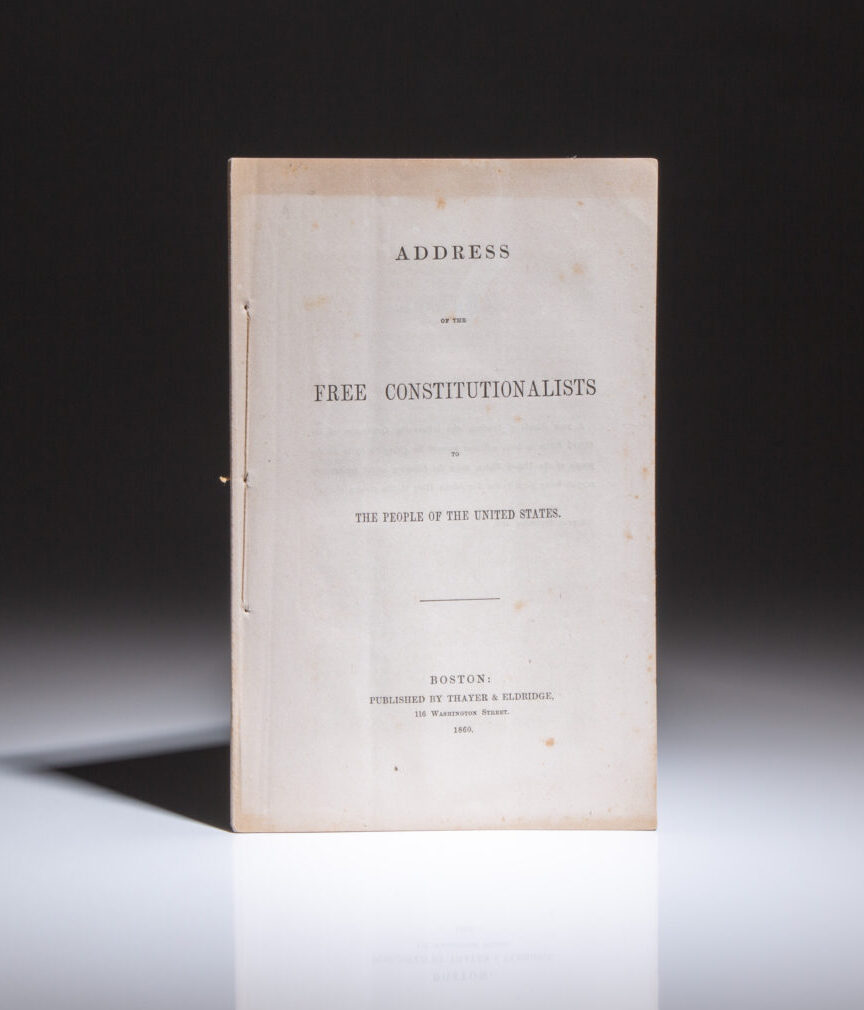 ADDRESS
OF THE
FREE CONSTITUTIONALISTS
TO
THE PEOPLE OF THE UNITED STATES.
BOSTON:
PUBLISHED BY THAYER & ELDRIDGE,
116 WASHINGTON STREET.
1860.